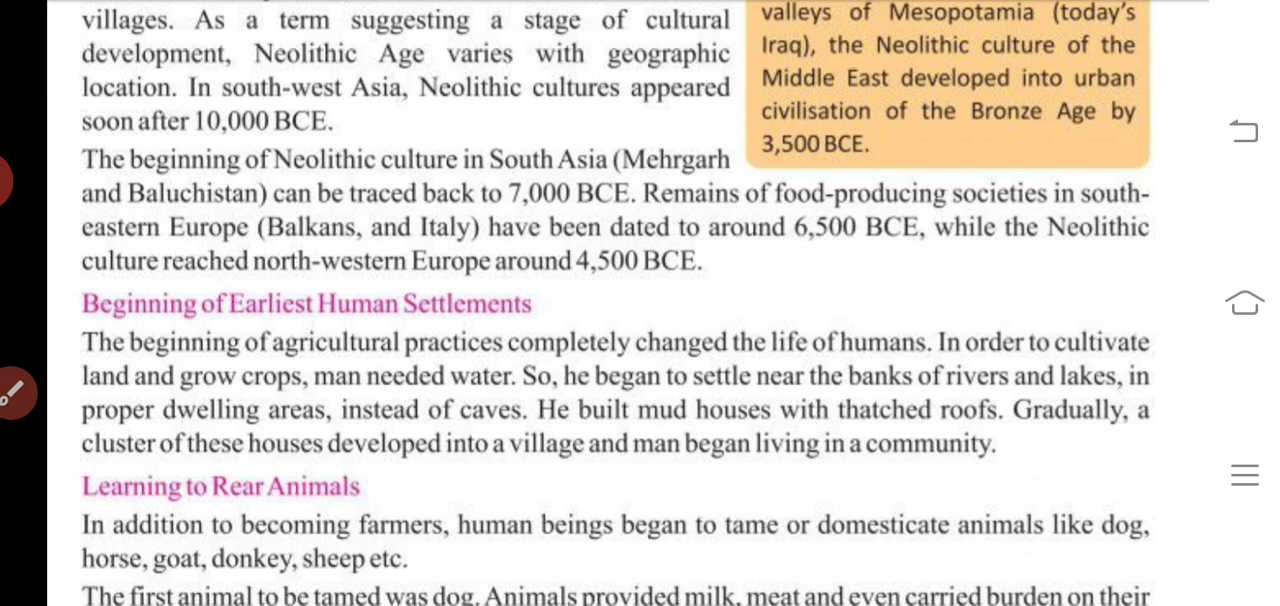 villages. As a term suggesting a stage of cultural
development, Neolithic Age varies with geographic
location. In south-west Asia, Neolithic cultures appeared
soon after 10,000 BCE.
valleys of Mesopotamia (today's
Iraq), the Neolithic culture of the
Middle East developed into urban
civilisation of the Bronze Age by
3,500 BCE.
The beginning of Neolithic culture in South Asia (Mehrgarh
and Baluchistan) can be traced back to 7,000 BCE. Remains of food-producing societies in south-
eastern Europe (Balkans, and Italy) have been dated to around 6,500 BCE, while the Neolithic
culture reached north-western Europe around 4,500 BCE.
Beginning of Earliest Human Settlements
The beginning of agricultural practices completely changed the life of humans. In order to cultivate
land and grow crops, man needed water. So, he began to settle near the banks of rivers and lakes, in
proper dwelling areas, instead of caves. He built mud houses with thatched roofs. Gradually, a
cluster of these houses developed into a village and man began living in a community.
Learning to Rear Animals
In addition to becoming farmers, human beings began to tame or domesticate animals like dog,
horse, goat, donkey, sheep etc.
The first animal to be tamed was dog. Animals provided milk, meat and even carried burden on their